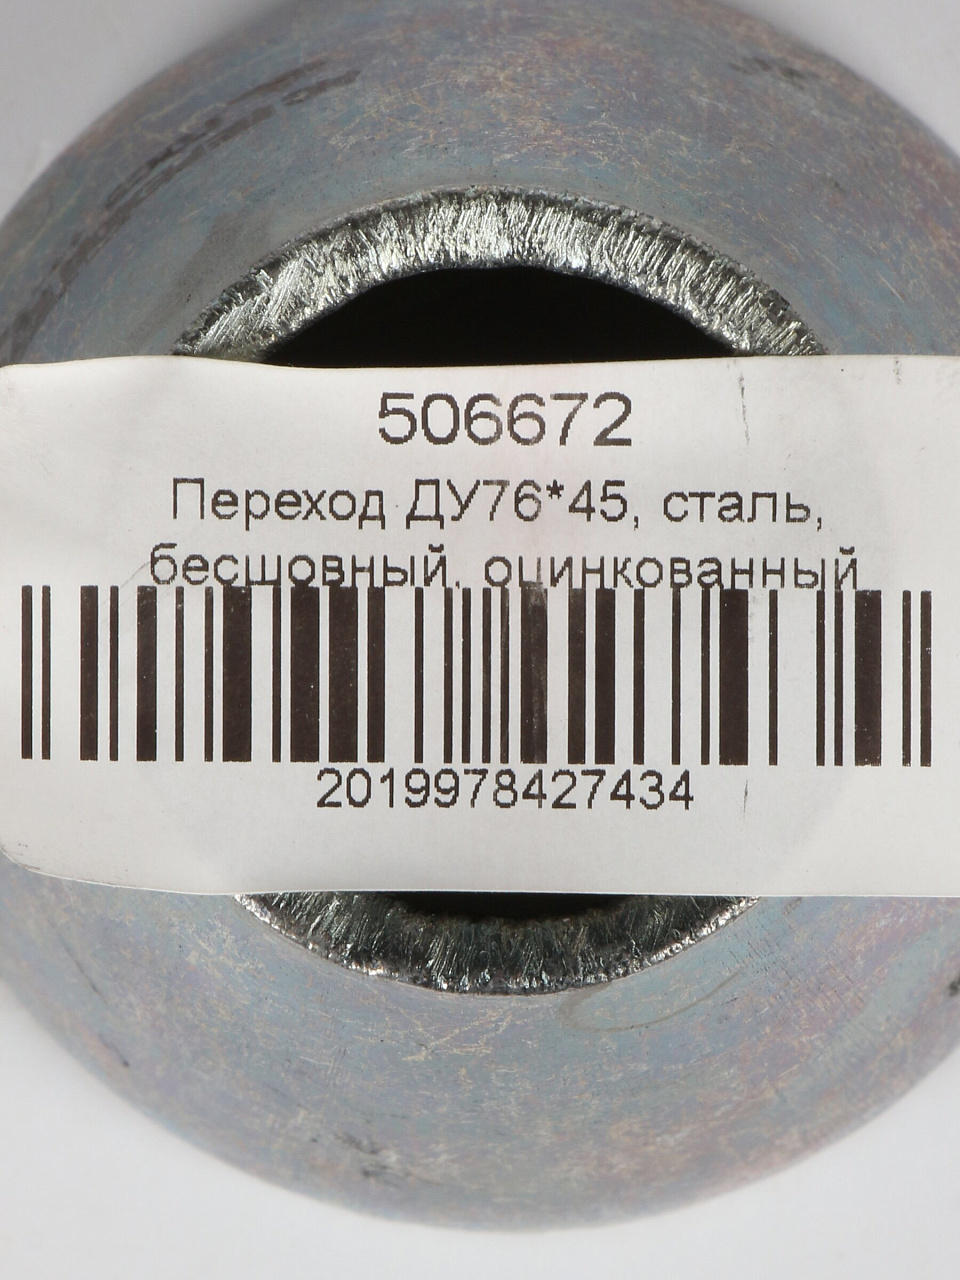 506672
Переход ДУ76*45, сталь,
бесшовный, оцинкованный
2019978427434